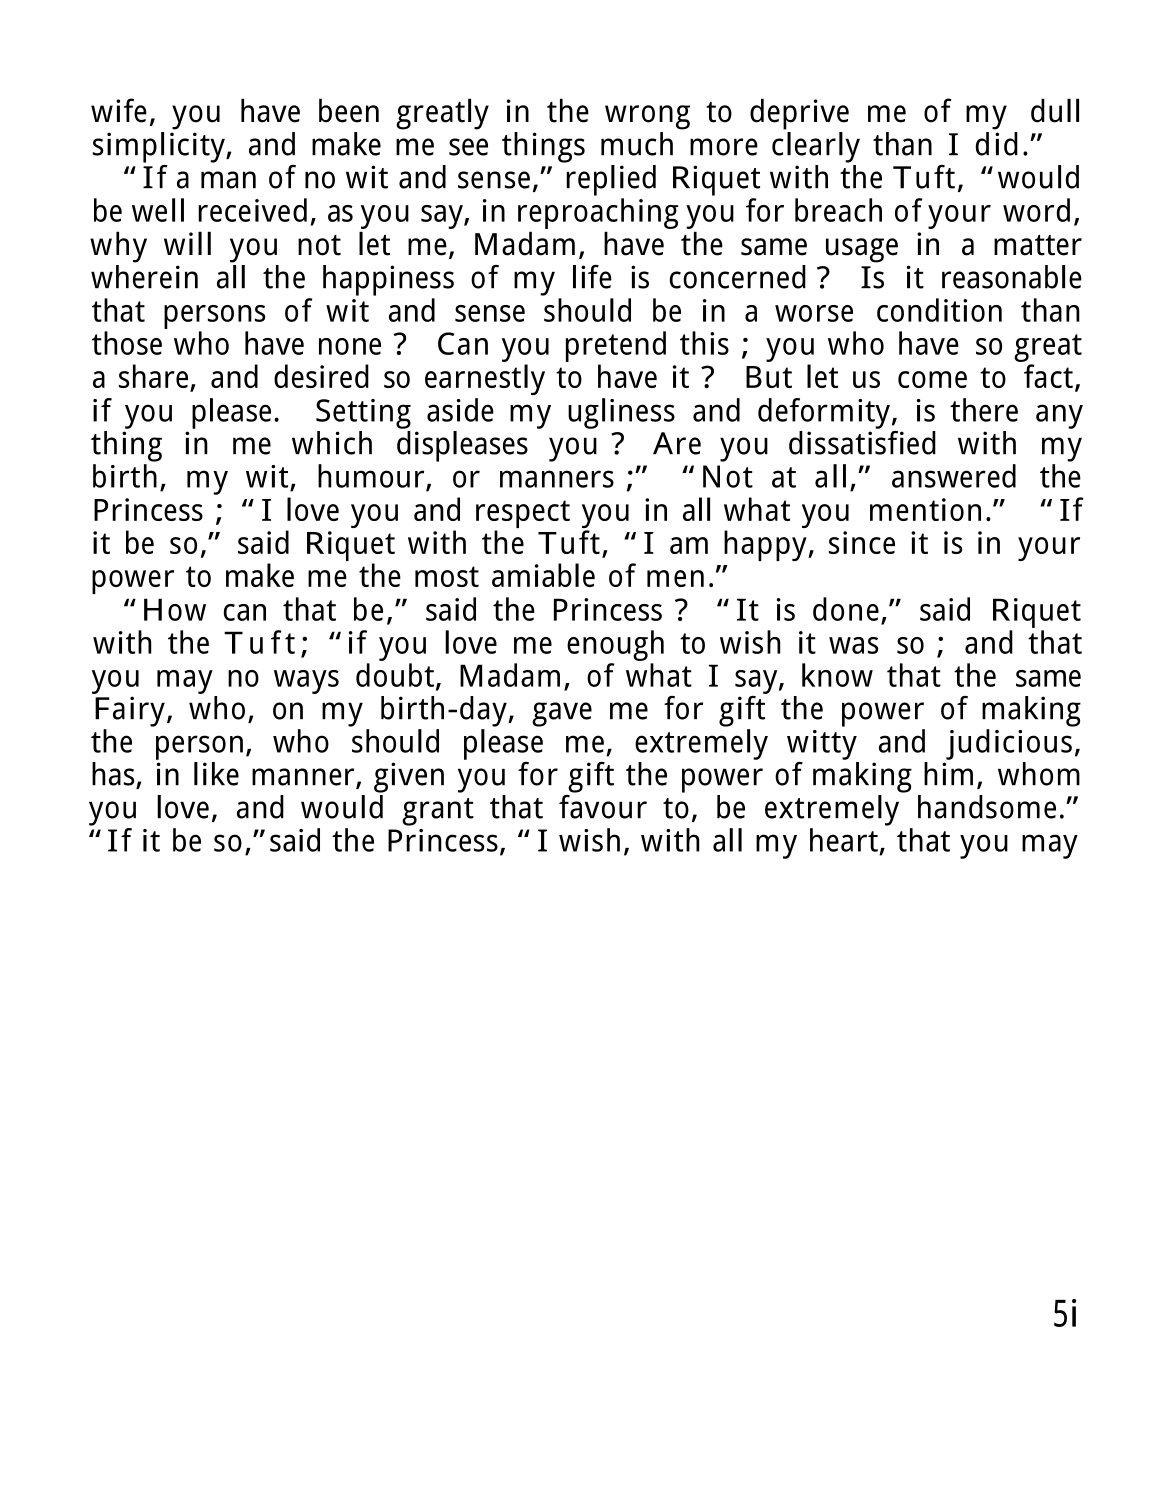 wife, you have been greatly in the wrong to deprive me of my dull
simplicity, and make me see things much more clearly than I did.”
“If a man of no wit and sense,” replied Riquet with the Tuft, “would
be well received, as you say, in reproaching you for breach of your word,
why will you not let me, Madam, have the same usage in a matter
wherein all the happiness of my life is concerned ? Is it reasonable
that persons of wit and sense should be in a worse condition than
those who have none ? Can you pretend this ; you who have so great
a share, and desired so earnestly to have it ? But let us come to fact,
if you please. Setting aside my ugliness and deformity, is there any
thing in me which displeases you ? Are you dissatisfied with my
birth, my wit, humour, or manners ;” “Not at all,” answered the
Princess ; “I love you and respect you in all what you mention.” “If
it be so,” said Riquet with the Tuft, “I am happy, since it is in your
power to make me the most amiable of men.”
“How can that be,” said the Princess ? “It is done,” said Riquet
with the Tuft; “if you love me enough to wish it was so ; and that
you may no ways doubt, Madam, of what I say, know that the same
Fairy, who, on my birth-day, gave me for gift the power of making
the person, who should please me, extremely witty and judicious,
has, in like manner, given you for gift the power of making him, whom
you love, and would grant that favour to, be extremely handsome.”
“If it be so,” said the Princess, “I wish, with all my heart, that you may
5i